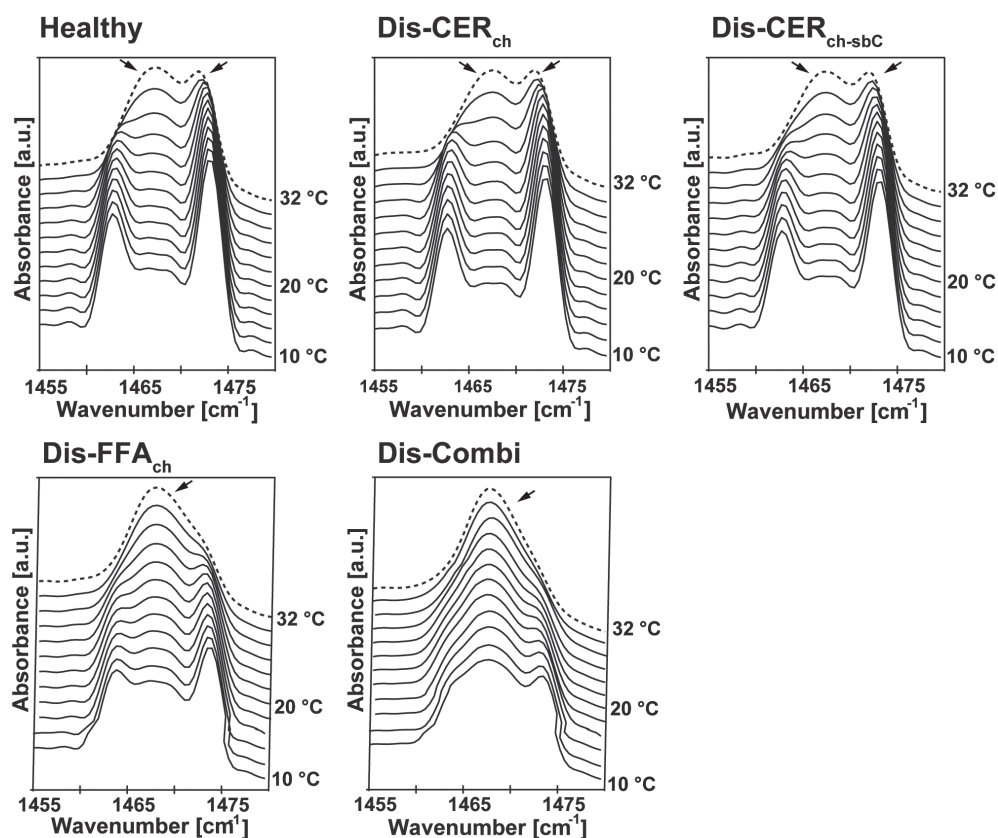 Healthy
Absorbance [a.u.]
32 °C
20 °C
10 °C
1455 1465 1475
Wavenumber [cm-1]
Dis-CERch
Absorbance [a.u.]
32 °C
20 °C
10 °C
1455 1465 1475
Wavenumber [cm-1]
Dis-CERch-sbC
Absorbance [a.u.]
32 °C
20 °C
10 °C
1455 1465 1475
Wavenumber [cm-1]
Dis-FFAch
Absorbance [a.u.]
32 °C
20 °C
10 °C
1455 1465 1475
Wavenumber [cm-1]
Dis-Combi
Absorbance [a.u.]
32 °C
20 °C
10 °C
1455 1465 1475
Wavenumber [cm-1]